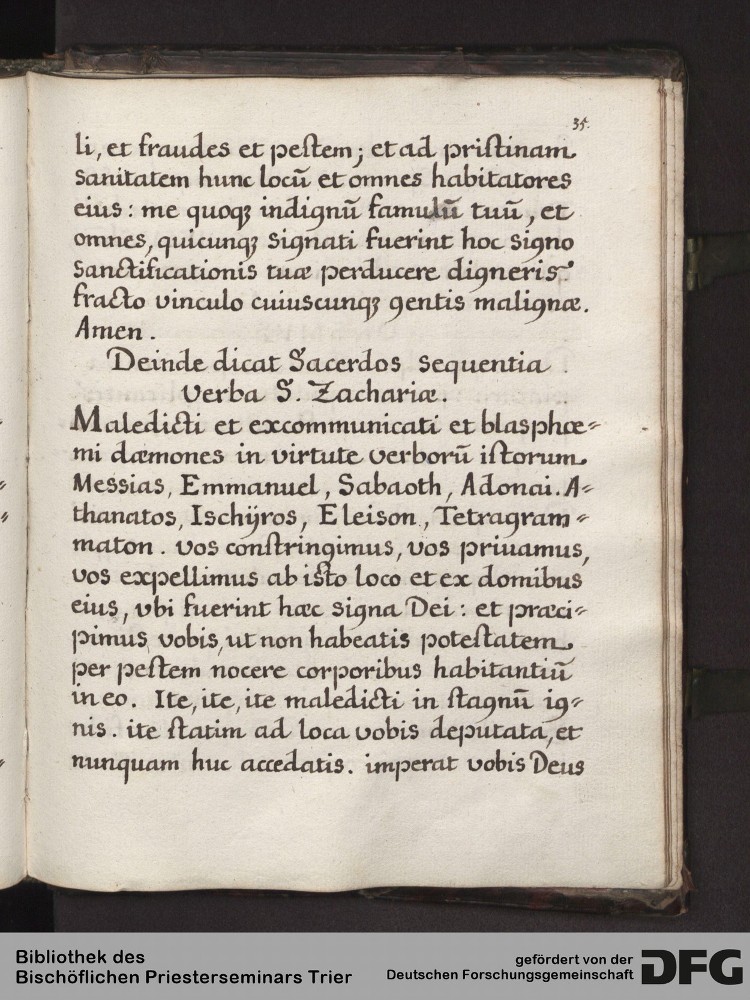 35.
li, et fraudes et peſtem; et ad priſtinam
sanitatem hunc locū et omnes habitatores
eius: me quoqꝫ indignū famulū tuū, et
omnes, quicunqꝫ signati fuerint hoc signo
sanctificationis tuæ perducere digneris
fracto vinculo cuiuscunqꝫ gentis malignæ.
Amen.
Deinde dicat Sacerdos sequentia
verba S. Zachariæ.
Maledicti et excommunicati et blasphœ=
mi dæmones in virtute verborū iſtorum
Messias, Emmanuel, Sabaoth, Adonai. A=
thanatos, Ischÿros, Eleison, Tetragram=
maton. vos conſtringimus, vos priuamus,
vos expellimus ab iſto loco et ex domibus
eius, vbi fuerint hæc signa Dei: et præci=
pimus vobis, ut non habeatis poteſtatem
per peſtem nocere corporibus habitantiū
in eo. Ite, ite, ite maledicti in ſtagnū ig=
nis. ite ſtatim ad loca vobis deputata, et
nunquam huc accedatis. imperat vobis Deus
Bibliothek des
Bischöflichen Priesterseminars Trier
gefördert von der
Deutschen Forschungsgemeinschaft
DFG